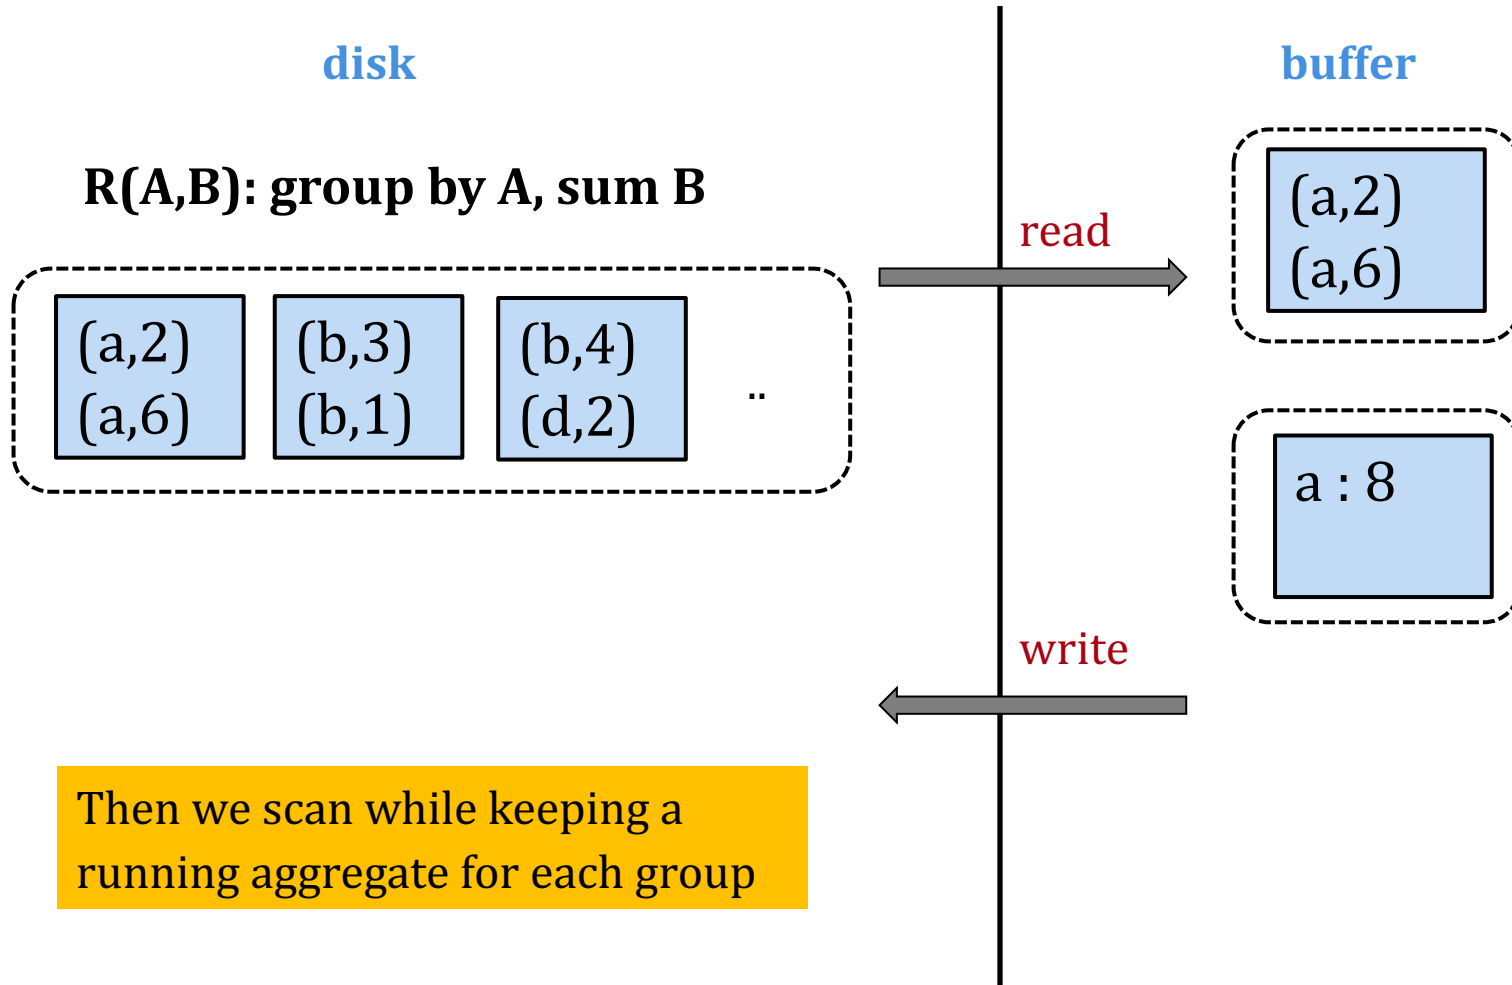 disk
buffer
R(A,B): group by A, sum B
read
(a,2)
(a,6)
(a,2)
(a,6)
(b,3)
(b,1)
(b,4)
(d,2)
..
a : 8
write
Then we scan while keeping a
running aggregate for each group